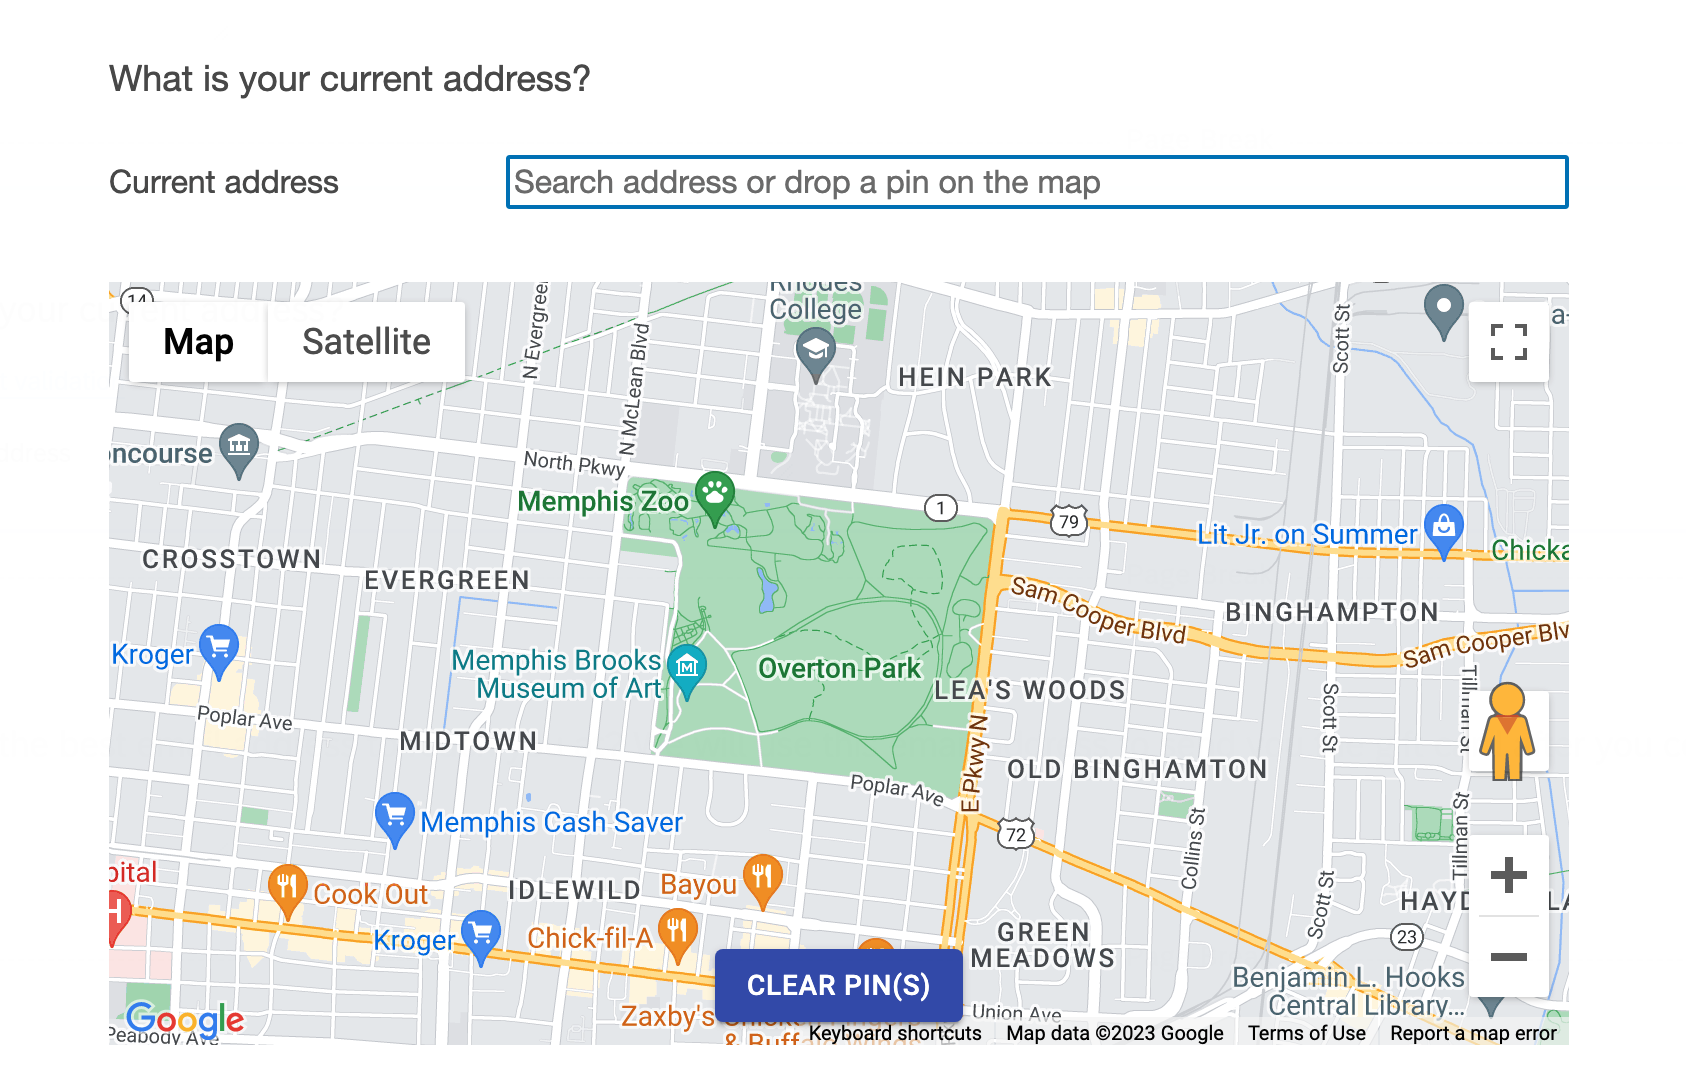 What is your current address?
Current address
Search address or drop a pin on the map
Map
Satellite
14
N Evergree
N McLean Blvd
Rhodes
College
HEIN PARK
Scott St
a-
ncourse
North Pkwy
Memphis Zoo
1
79
Lit Jr. on Summer
Chicka
CROSSTOWN
EVERGREEN
Sam Cooper Blvd
BINGHAMPTON
Sam Cooper Blv
Kroger
Memphis Brooks
Museum of Art
Overton Park
LEA'S WOODS
Poplar Ave
MIDTOWN
Scott St
Tillman St
E Pkwy N
OLD BINGHAMTON
Poplar Ave
Memphis Cash Saver
72
Collins St
Tillman St
pital
H
Cook Out
IDLEWILD
Bayou
Scott St
HAYD
LA
Kroger
Chick-fil-A
GREEN
MEADOWS
23
CLEAR PIN(S)
Benjamin L. Hooks
Central Library...
Google
Peabody Ave
Zaxby's
& Buff
Union Ave
Keyboard shortcuts
Map data ©2023 Google
Terms of Use
Report a map error